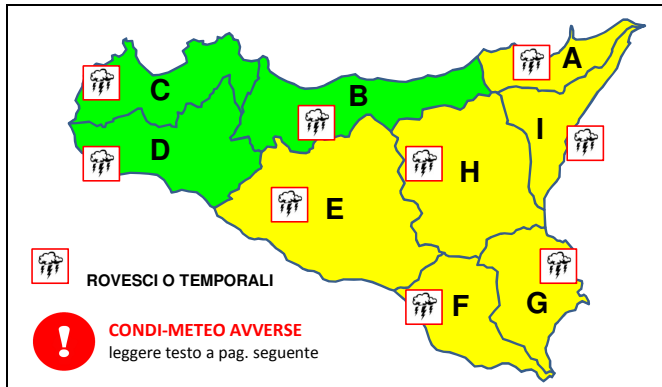 A
C
B
I
D
H
E
F
G
ROVESCI O TEMPORALI
!
CONDI-METEO AVVERSE
leggere testo a pag. seguente